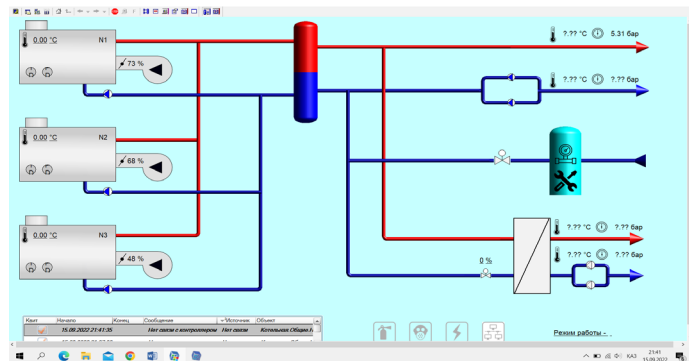 0.00 °C
N1
73 %
0.00 °C
N2
68 %
0.00 °C
N3
48 %
?.?? °C 5.31 бар
?.?? °C ?.?? бар
?.?? °C ?.?? бар
?.?? °C ?.?? бар
0 %
Квит Начало Конец Сообщение Источник Объект
15.09.2022 21:41:35 Нет связи с контроллером Нет связи Котельная Общин
Режим работы -
КАЗ
21:41
15.09.2022